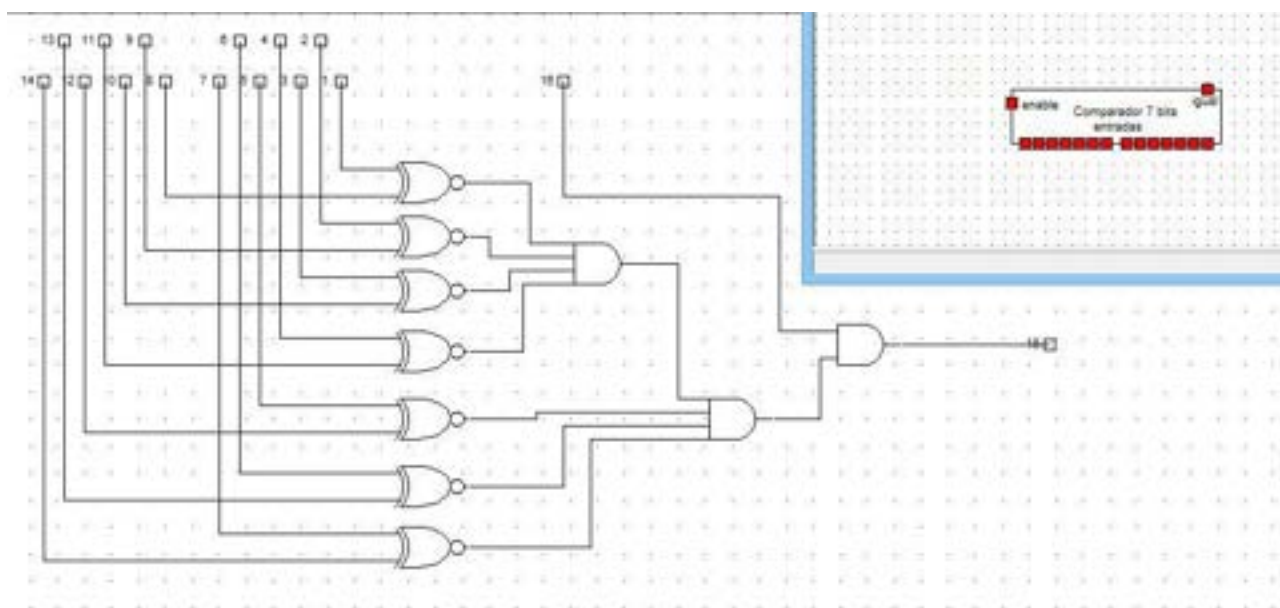 13 11 9 6 4 2
14 12 10 8 7 5 3 1 15
enable igual
Comparador 7 bits
entradas
16